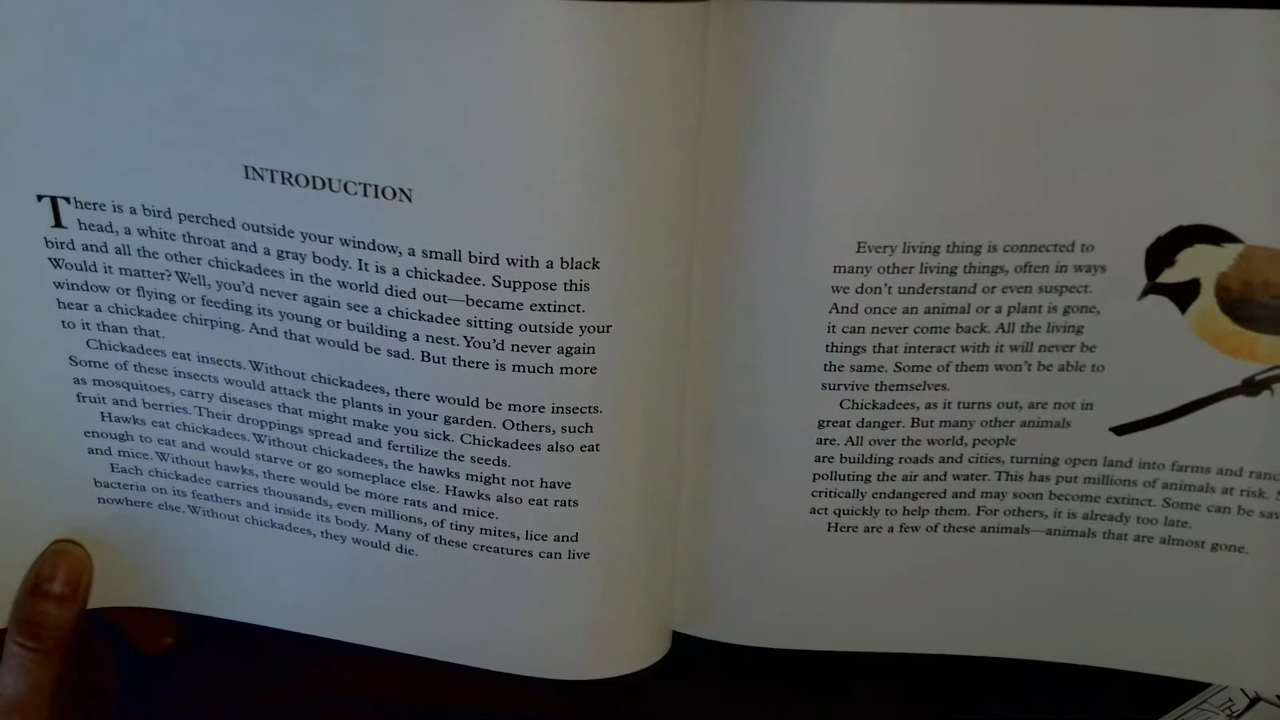 INTRODUCTION
There is a bird perched outside your window, a small bird with a black
head, a white throat and a gray body. It is a chickadee. Suppose this
bird and all the other chickadees in the world died out—became extinct.
Would it matter? Well, you'd never again see a chickadee sitting outside your
window or flying or feeding its young or building a nest. You'd never again
hear a chickadee chirping. And that would be sad. But there is much more
to it than that.
Chickadees eat insects. Without chickadees, there would be more insects.
Some of these insects would attack the plants in your garden. Others, such
as mosquitoes, carry diseases that might make you sick. Chickadees also eat
fruit and berries. Their droppings spread and fertilize the seeds.
Hawks eat chickadees. Without chickadees, the hawks might not have
enough to eat and would starve or go someplace else. Hawks also eat rats
and mice. Without hawks, there would be more rats and mice.
Each chickadee carries thousands, even millions, of tiny mites, lice and
bacteria on its feathers and inside its body. Many of these creatures can live
nowhere else. Without chickadees, they would die.
Every living thing is connected to
many other living things, often in ways
we don't understand or even suspect.
And once an animal or a plant is gone,
it can never come back. All the living
things that interact with it will never be
the same. Some of them won't be able to
survive themselves.
Chickadees, as it turns out, are not in
great danger. But many other animals
are. All over the world, people
are building roads and cities, turning open land into farms and
polluting the air and water. This has put millions of animals at risk.
critically endangered and may soon become extinct. Some can be
act quickly to help them. For others, it is already too late.
Here are a few of these animals—animals that are almost gone.